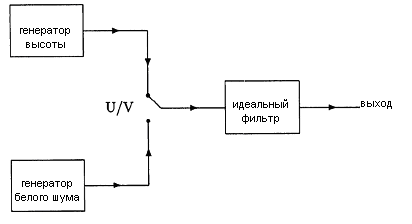 генератор
высоты
U/V
идеальный
фильтр
выход
генератор
белого шума